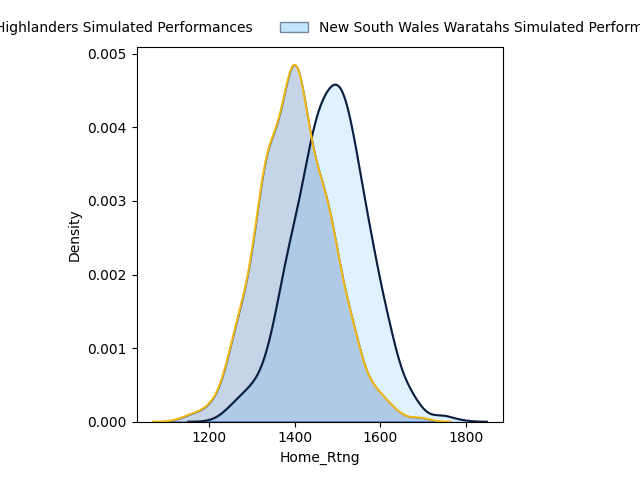 Highlanders Simulated Performances
New South Wales Waratahs Simulated Perform
0.005
0.004
0.003
0.002
0.001
0.000
Density
1200 1400 1600 1800
Home_Rtng